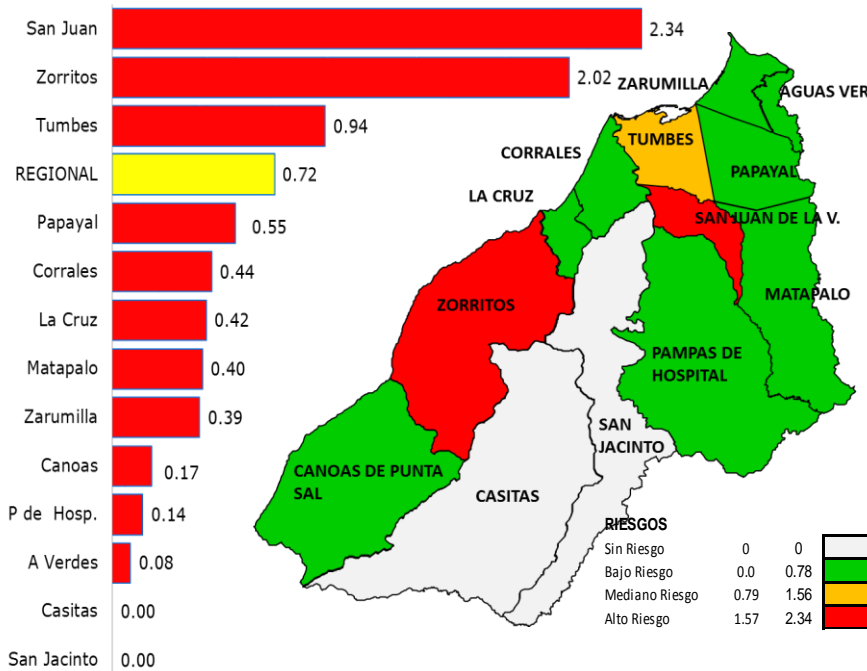 San Juan 2.34
Zorritos 2.02
Tumbes 0.94
REGIONAL 0.72
Papayal 0.55
Corrales 0.44
La Cruz 0.42
Matapalo 0.40
Zarumilla 0.39
Canoas 0.17
P de Hosp. 0.14
A Verdes 0.08
Casitas 0.00
San Jacinto 0.00
ZARUMILLA
AGUAS VER
TUMBES
CORRALES
PAPAYAL
LA CRUZ
SAN JUAN DE LA V.
MATAPALO
ZORRITOS
PAMPAS DE
HOSPITAL
SAN
JACINTO
CANOAS DE PUNTA
SAL
CASITAS
RIESGOS
Sin Riesgo 0 0
Bajo Riesgo 0.0 0.78
Mediano Riesgo 0.79 1.56
Alto Riesgo 1.57 2.34